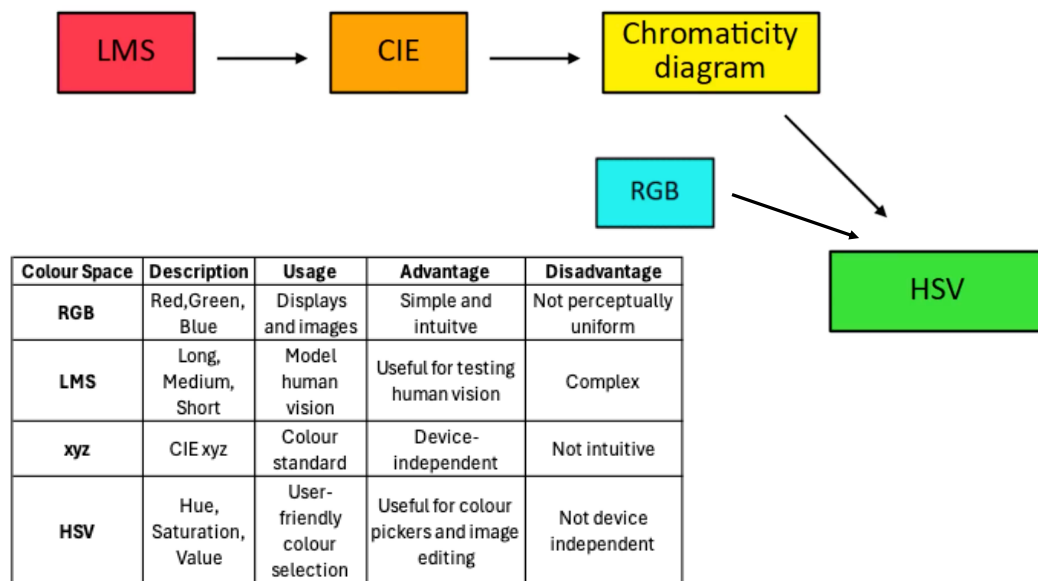 LMS
CIE
Chromaticity
diagram
RGB
HSV
Colour Space Description Usage Advantage Disadvantage
RGB Red,Green, Blue Displays and images Simple and intuitve Not perceptually uniform
LMS Long, Medium, Short Model human vision Useful for testing human vision Complex
xyz CIE xyz Colour standard Device-independent Not intuitive
HSV Hue, Saturation, Value User-friendly colour selection Useful for colour pickers and image editing Not device independent